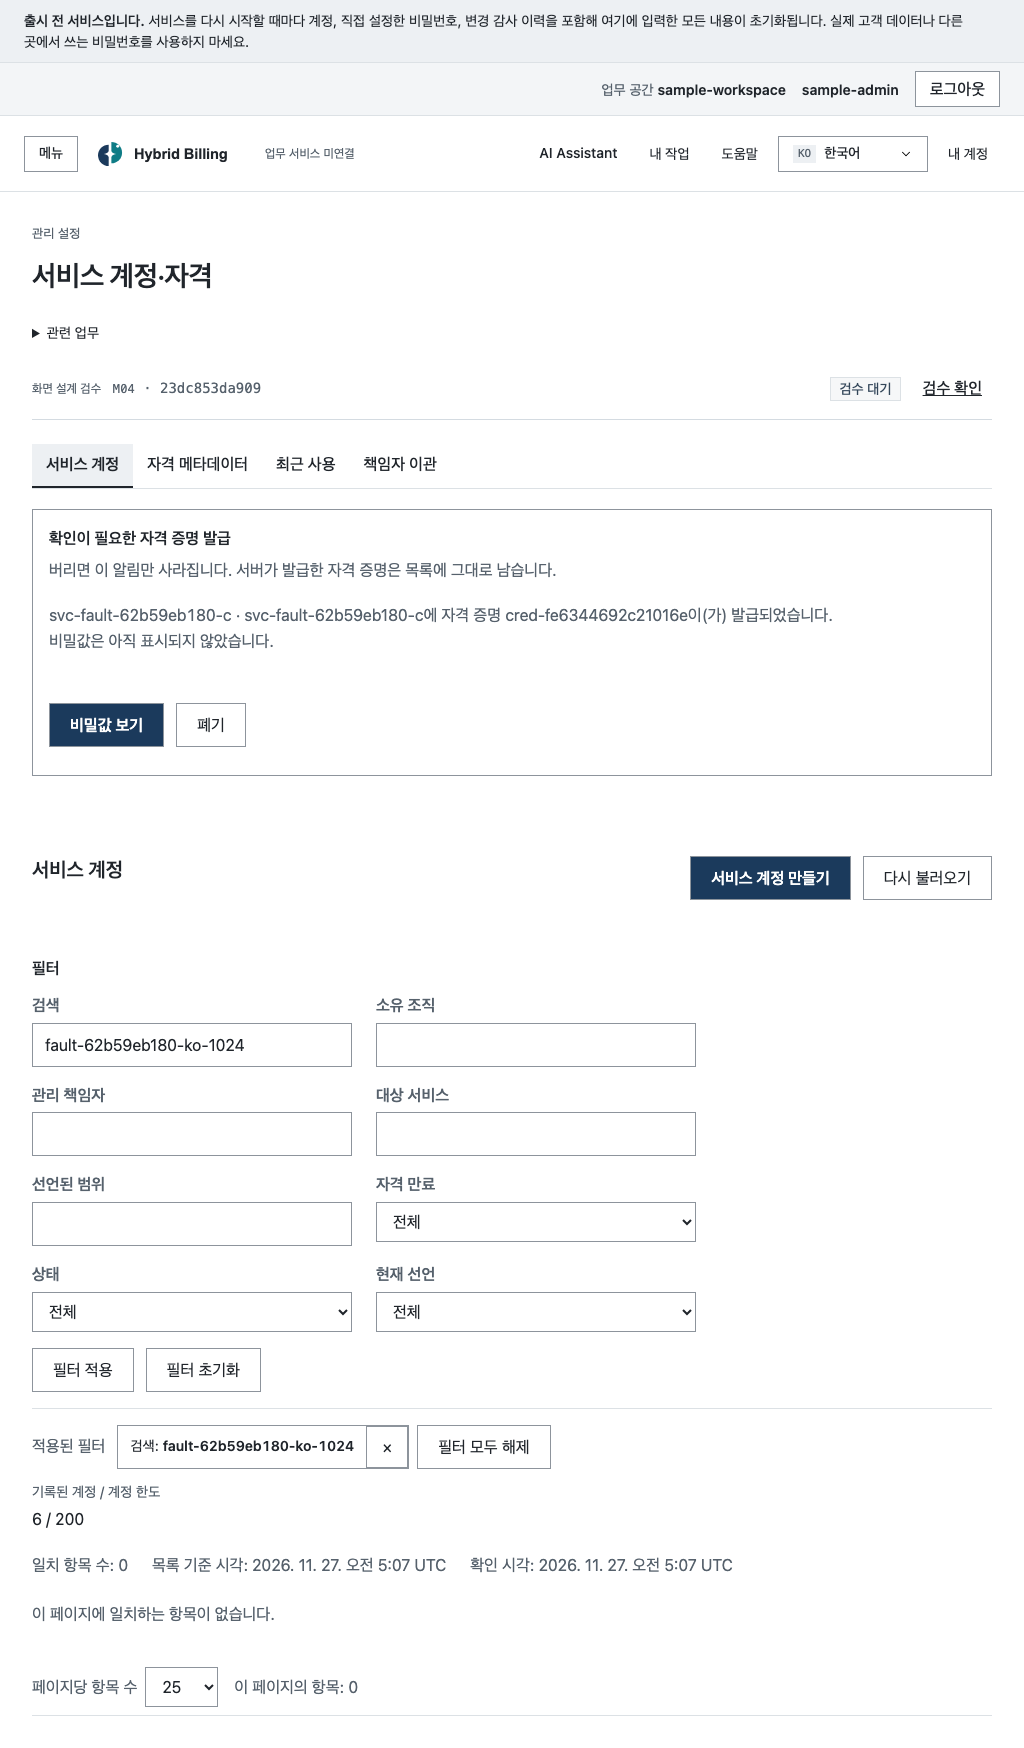 출시 전 서비스입니다. 서비스를 다시 시작할 때마다 계정, 직접 설정한 비밀번호, 변경 감사 이력을 포함해 여기에 입력한 모든 내용이 초기화됩니다. 실제 고객 데이터나 다른
곳에서 쓰는 비밀번호를 사용하지 마세요.
업무 공간 sample-workspace sample-admin 로그아웃
메뉴 Hybrid Billing 업무 서비스 미연결 AI Assistant 내 작업 도움말 KO 한국어 내 계정
관리 설정
서비스 계정·자격
▶ 관련 업무
화면 설계 검수 M04 · 23dc853da909 검수 대기 검수 확인
서비스 계정 자격 메타데이터 최근 사용 책임자 이관
확인이 필요한 자격 증명 발급
버리면 이 알림만 사라집니다. 서버가 발급한 자격 증명은 목록에 그대로 남습니다.
svc-fault-62b59eb180-c · svc-fault-62b59eb180-c에 자격 증명 cred-fe6344692c21016e이(가) 발급되었습니다.
비밀값은 아직 표시되지 않았습니다.
비밀값 보기 폐기
서비스 계정 서비스 계정 만들기 다시 불러오기
필터
검색 소유 조직
fault-62b59eb180-ko-1024
관리 책임자 대상 서비스
선언된 범위 자격 만료
전체
상태 현재 선언
전체 전체
필터 적용 필터 초기화
적용된 필터 검색: fault-62b59eb180-ko-1024 × 필터 모두 해제
기록된 계정 / 계정 한도
6 / 200
일치 항목 수: 0 목록 기준 시각: 2026. 11. 27. 오전 5:07 UTC 확인 시각: 2026. 11. 27. 오전 5:07 UTC
이 페이지에 일치하는 항목이 없습니다.
페이지당 항목 수 25 이 페이지의 항목: 0